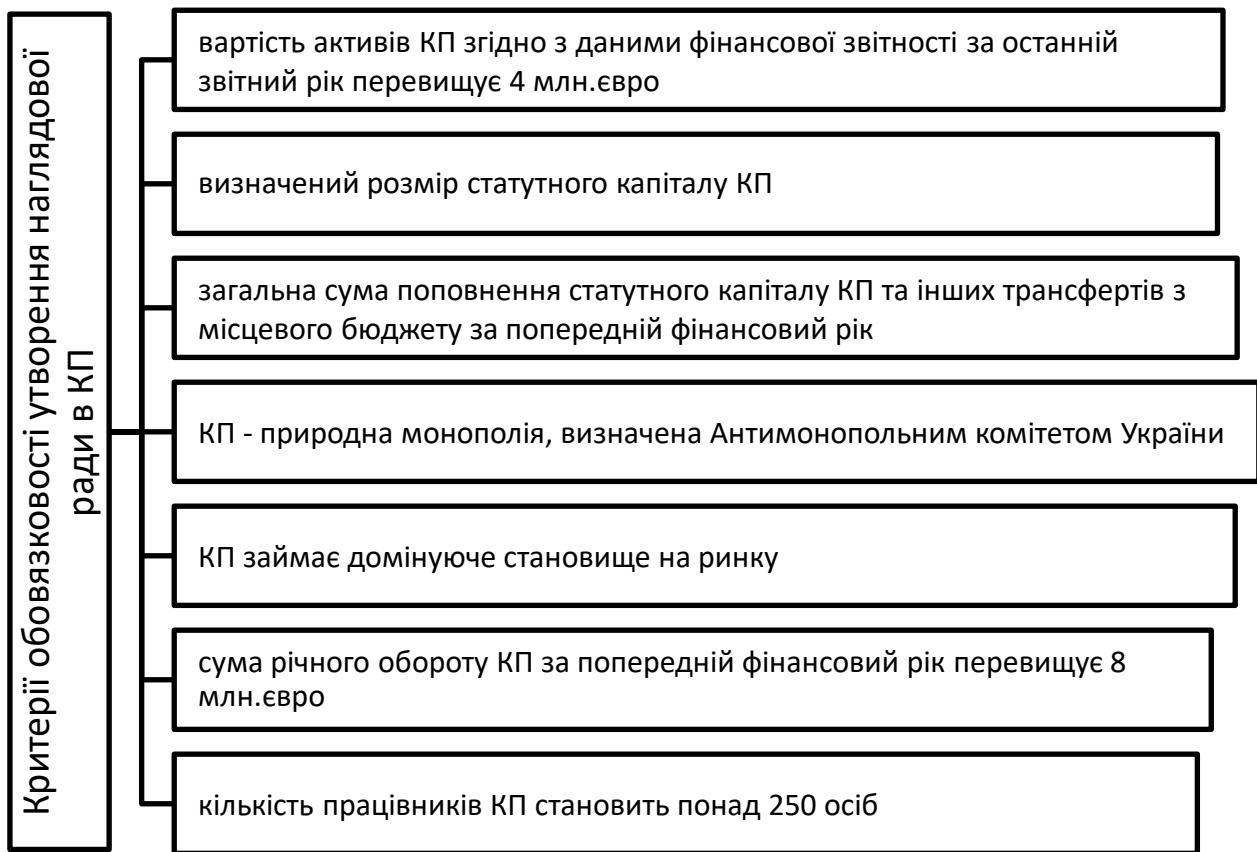 Критерії обовязковості утворення наглядової
ради в КП
вартість активів КП згідно з даними фінансової звітності за останній
звітний рік перевищує 4 млн.євро
визначений розмір статутного капіталу КП
загальна сума поповнення статутного капіталу КП та інших трансфертів з
місцевого бюджету за попередній фінансовий рік
КП - природна монополія, визначена Антимонопольним комітетом України
КП займає домінуюче становище на ринку
сума річного обороту КП за попередній фінансовий рік перевищує 8
млн.євро
кількість працівників КП становить понад 250 осіб